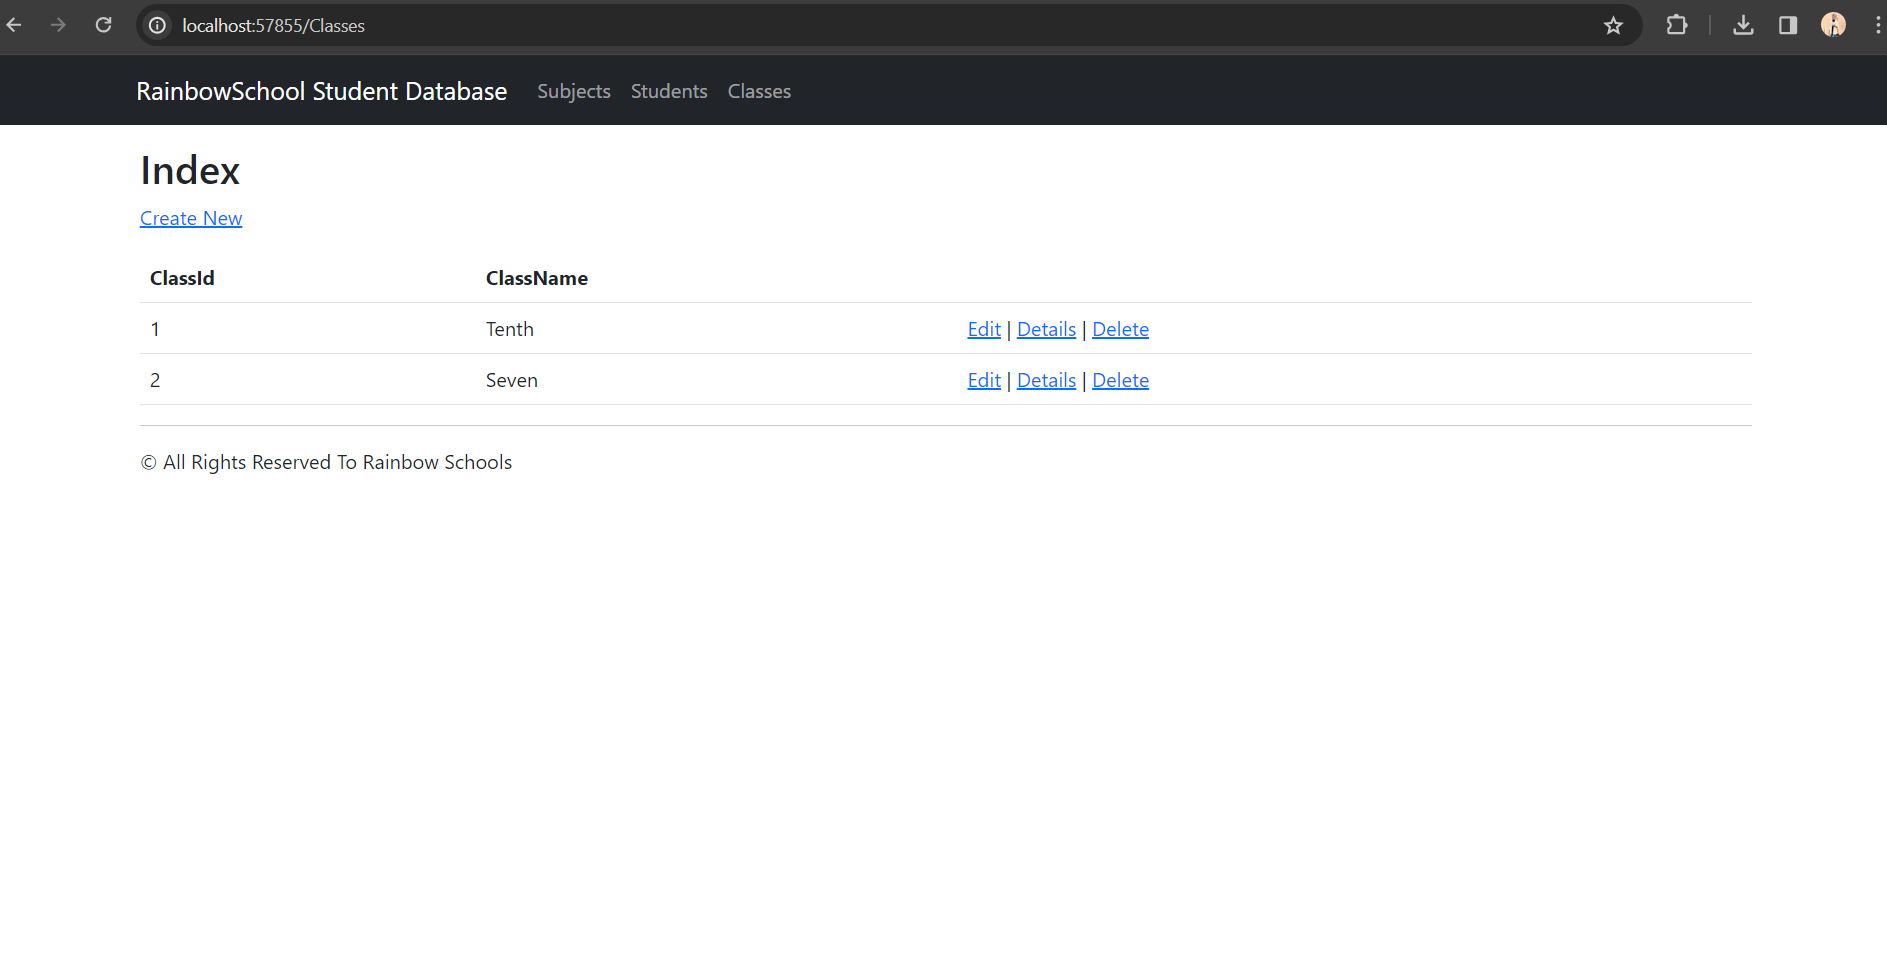 localhost:57855/Classes
RainbowSchool Student Database Subjects Students Classes
Index
Create New
ClassId ClassName
1 Tenth Edit | Details | Delete
2 Seven Edit | Details | Delete
© All Rights Reserved To Rainbow Schools